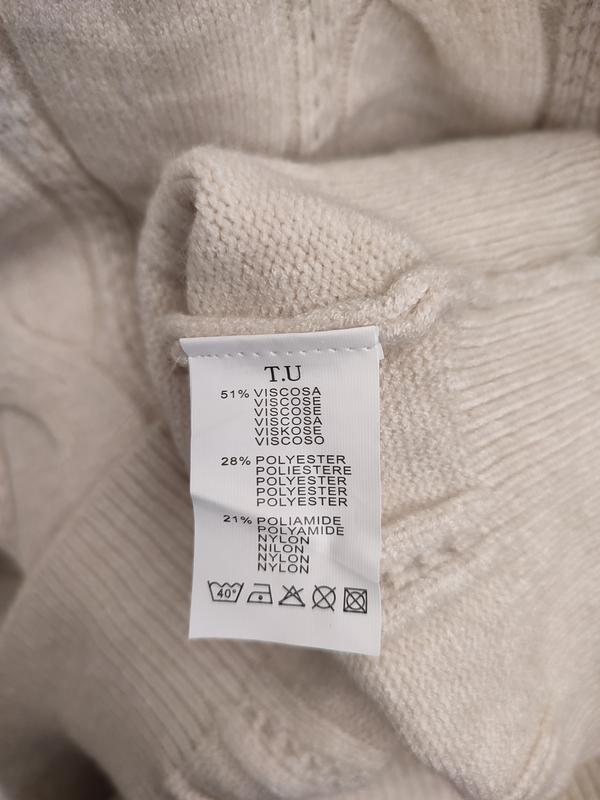 T.U
51% VISCOSA
VISCOSE
VISCOSE
VISCOSA
VISKOSE
VISCOSO
28% POLYESTER
POLIESTERE
POLYESTER
POLYESTER
POLYESTER
21% POLIAMIDE
POLYAMIDE
NYLON
NILON
NYLON
NYLON
40°